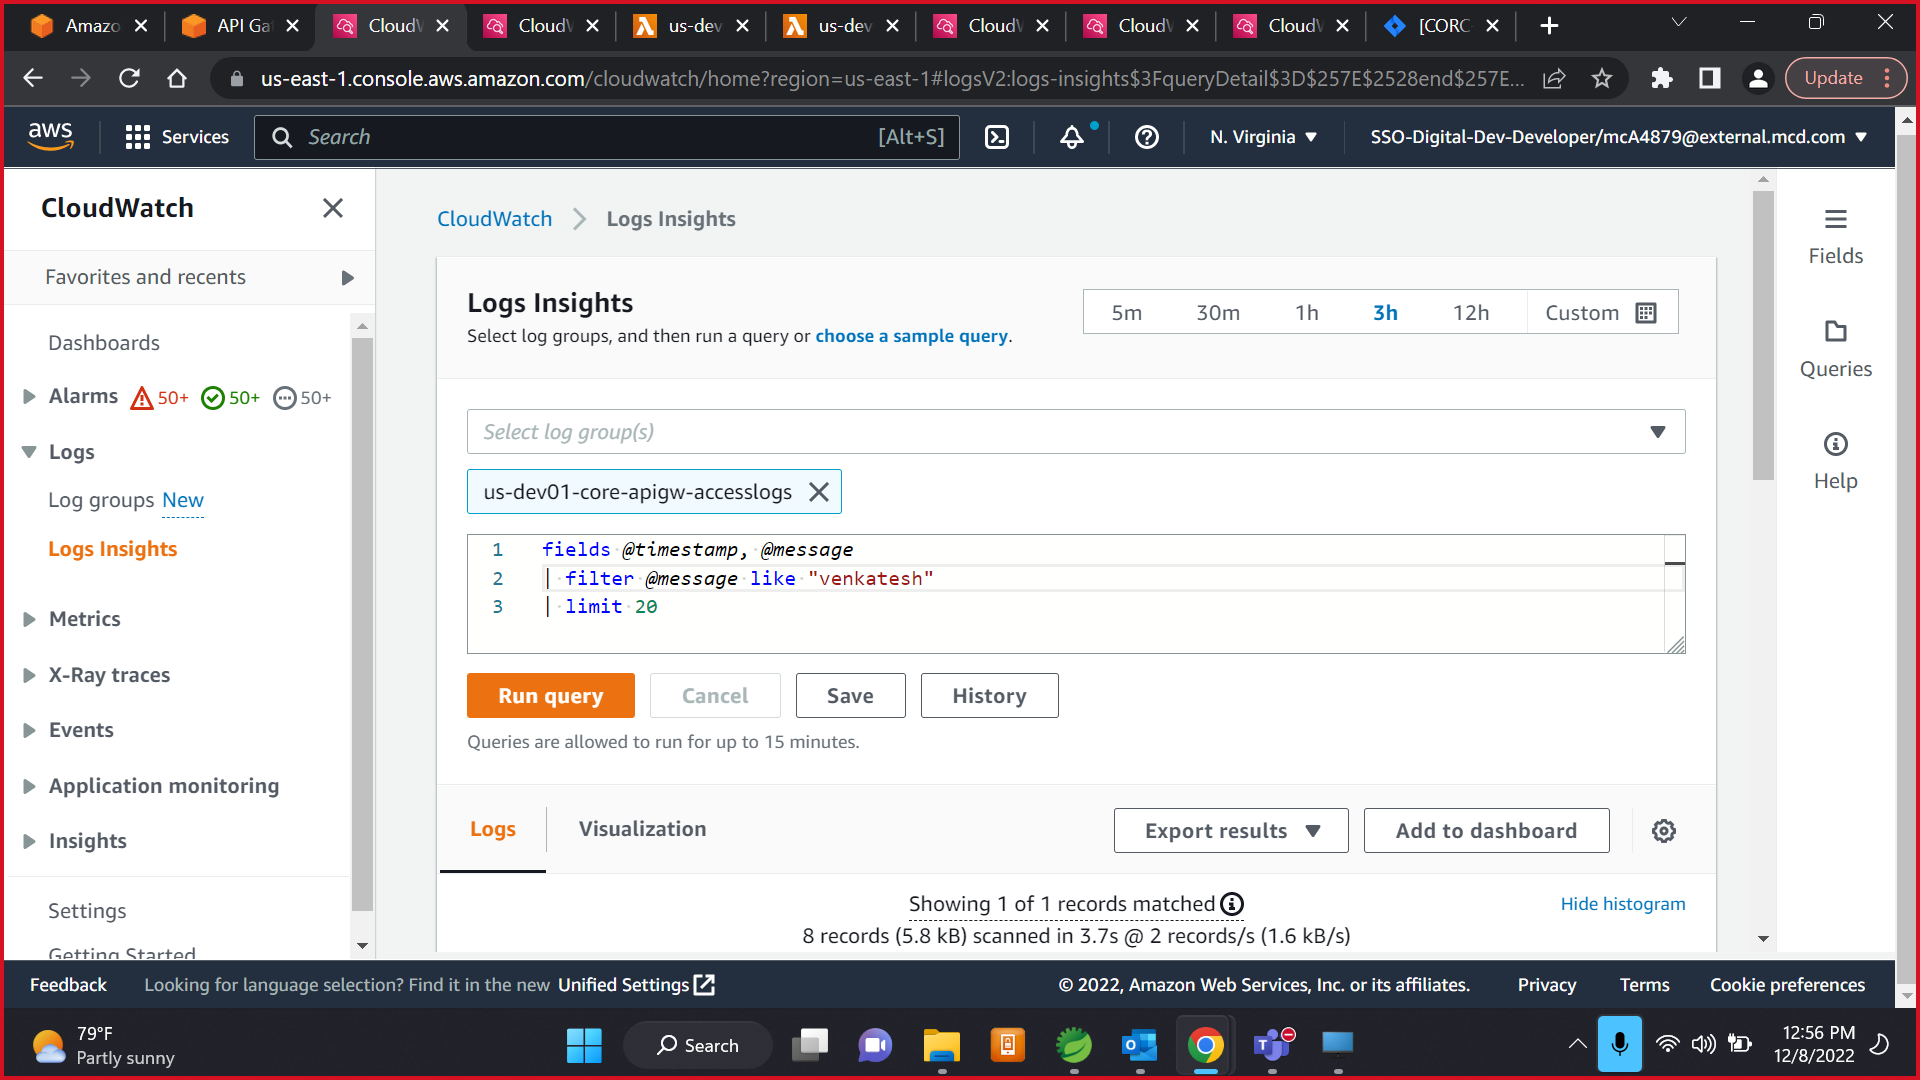 Amazo
API Ga
CloudW
CloudW
us-dev
us-dev
CloudW
CloudW
CloudW
[CORC-
us-east-1.console.aws.amazon.com/cloudwatch/home?region=us-east-1#logsV2:logs-insights$3FqueryDetail$3D$257E$2528end$257E...
Update
aws
Services
Search
[Alt+S]
N. Virginia
SSO-Digital-Dev-Developer/mcA4879@external.mcd.com
CloudWatch
Favorites and recents
Dashboards
Alarms 50+ 50+ 50+
Logs
Log groups New
Logs Insights
Metrics
X-Ray traces
Events
Application monitoring
Insights
Settings
Getting Started
CloudWatch
Logs Insights
Logs Insights
Select log groups, and then run a query or choose a sample query.
5m 30m 1h 3h 12h Custom
Select log group(s)
us-dev01-core-apigw-accesslogs
1 fields @timestamp, @message
2 | filter @message like "venkatesh"
3 | limit 20
Run query
Cancel
Save
History
Queries are allowed to run for up to 15 minutes.
Logs
Visualization
Export results
Add to dashboard
Showing 1 of 1 records matched
Hide histogram
8 records (5.8 kB) scanned in 3.7s @ 2 records/s (1.6 kB/s)
Fields
Queries
Help
Feedback
Looking for language selection? Find it in the new Unified Settings
© 2022, Amazon Web Services, Inc. or its affiliates.
Privacy
Terms
Cookie preferences
79°F
Partly sunny
Search
12:56 PM
12/8/2022